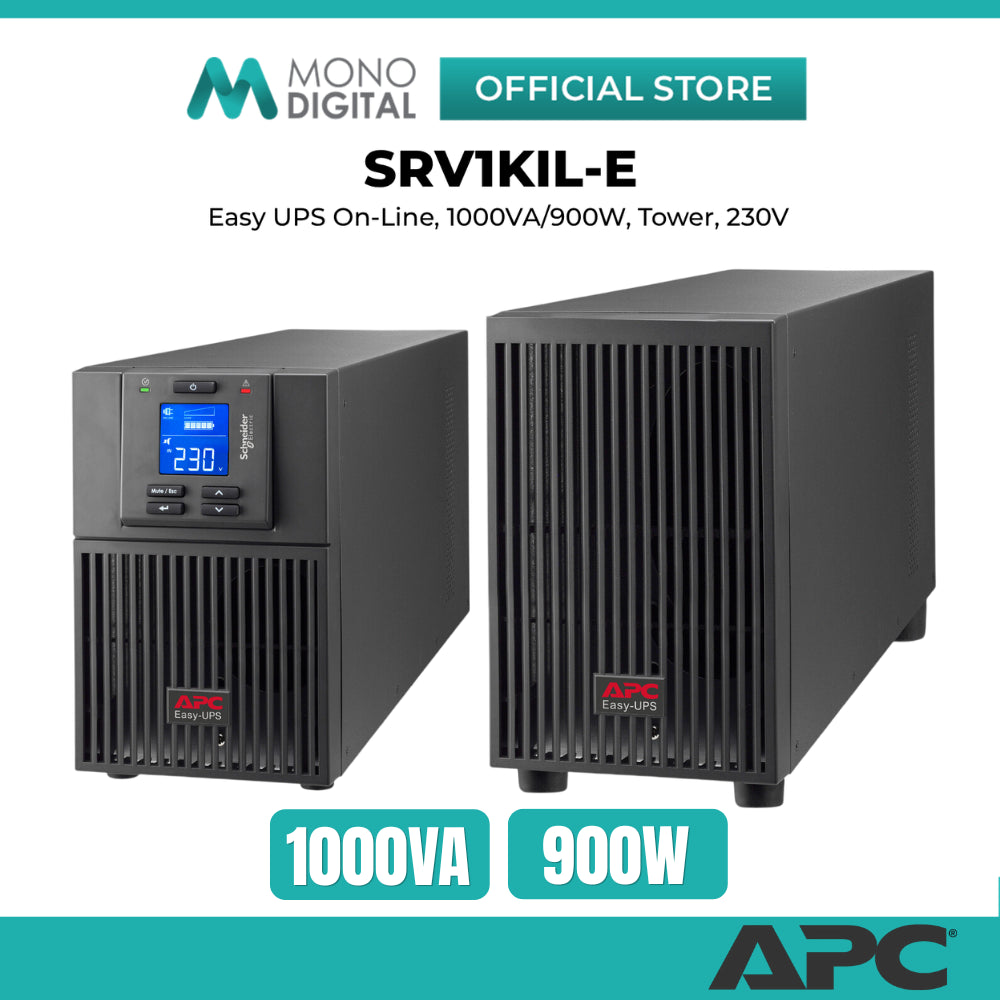 MONO
DIGITAL
OFFICIAL STORE
SRV1KIL-E
Easy UPS On-Line, 1000VA/900W, Tower, 230V
Schneider
Electric
IN
230
V
Mute / Esc
APC
Easy-UPS
APC
Easy-UPS
1000VA
900W
APC®